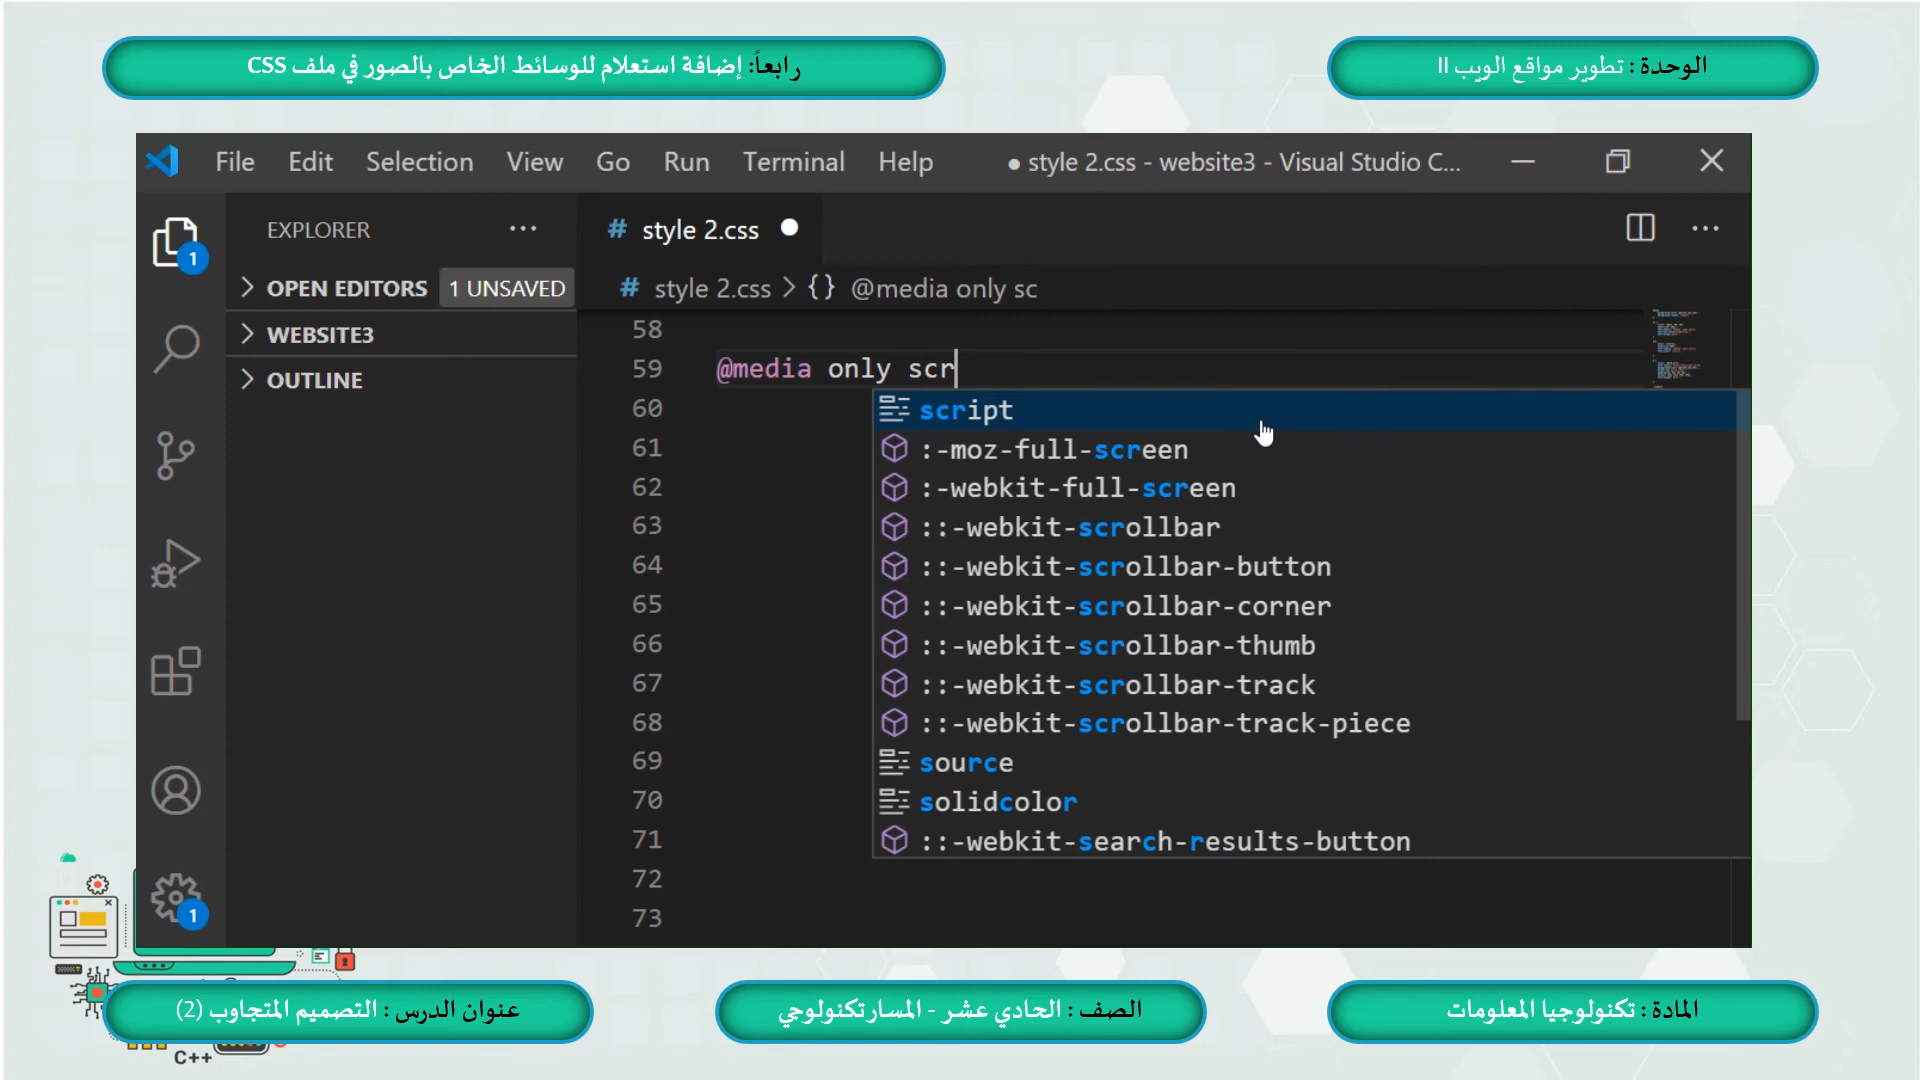 الوحدة : تطوير مواقع الويب II
رابعاً: إضافة استعلام للوسائط الخاص بالصور في ملف CSS
File Edit Selection View Go Run Terminal Help ● style 2.css - website3 - Visual Studio C...
EXPLORER ...
# style 2.css ● ...
1
OPEN EDITORS 1 UNSAVED
# style 2.css > {} @media only sc
WEBSITE3
OUTLINE
58
59 @media only scr
60
61
62
63
64
65
66
67
68
69
70
71
72
73
script
:-moz-full-screen
:-webkit-full-screen
::-webkit-scrollbar
::-webkit-scrollbar-button
::-webkit-scrollbar-corner
::-webkit-scrollbar-thumb
::-webkit-scrollbar-track
::-webkit-scrollbar-track-piece
source
solidcolor
::-webkit-search-results-button
1
المادة : تكنولوجيا المعلومات
الصف : الحادي عشر - المسار تكنولوجي
عنوان الدرس : التصميم المتجاوب (2)
C++